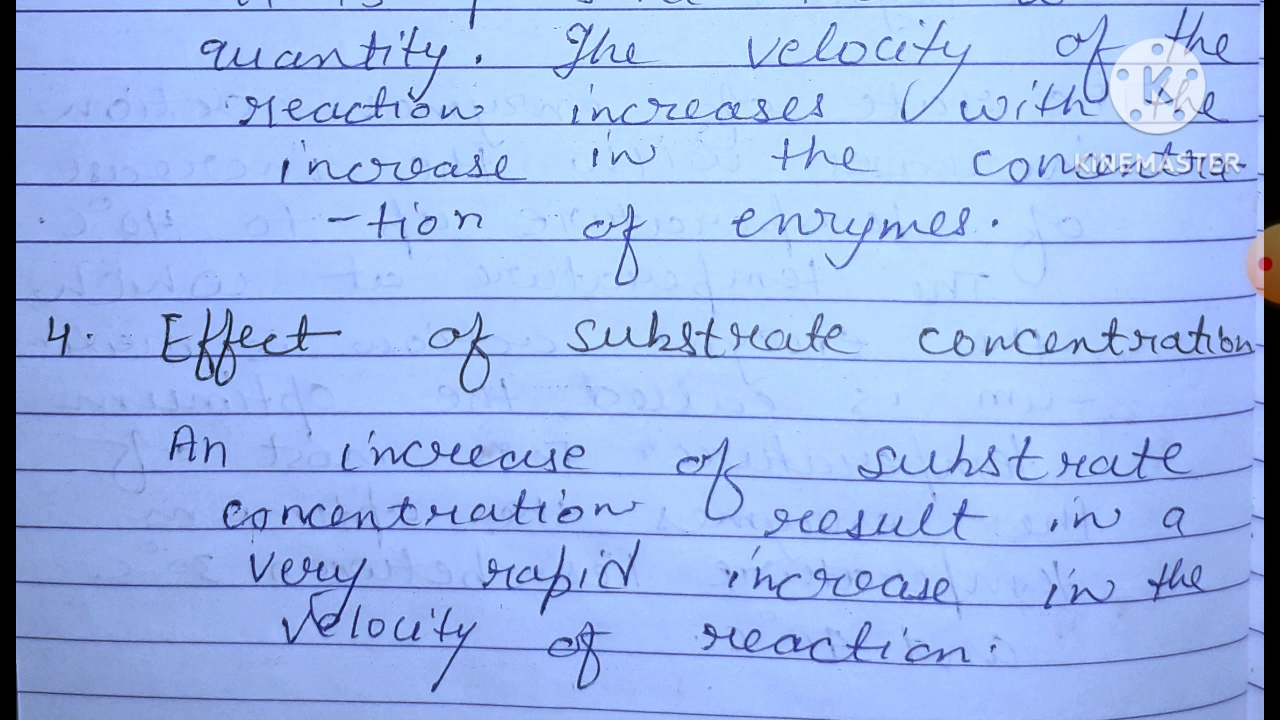 quantity. The velocity of the
reaction increases with the
increase in the concentra-
-tion of enzymes.
4. Effect of substrate concentration
An increase of substrate
concentration result in a
very rapid increase in the
velocity of reaction.
K
KINEMASTER